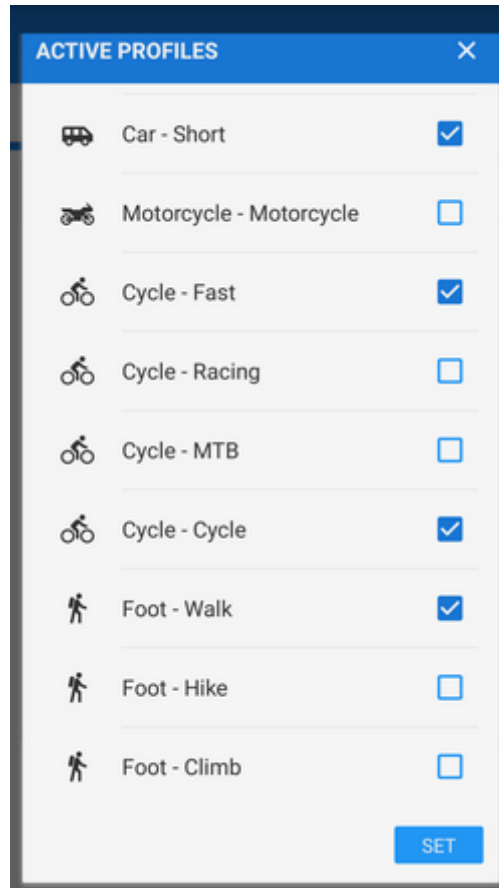 ACTIVE PROFILES
Car - Short
Motorcycle - Motorcycle
Cycle - Fast
Cycle - Racing
Cycle - MTB
Cycle - Cycle
Foot - Walk
Foot - Hike
Foot - Climb
SET